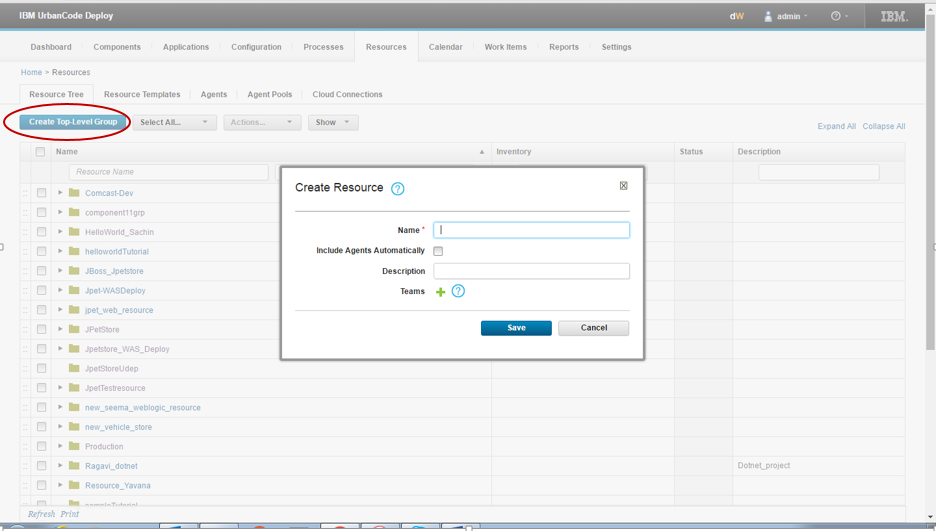 IBM UrbanCode Deploy
dW
admin
IBM.
Dashboard Components Applications Configuration Processes Resources Calendar Work Items Reports Settings
Home > Resources
Resource Tree Resource Templates Agents Agent Pools Cloud Connections
Create Top-Level Group Select All... Actions... Show
Expand All Collapse All
Name Inventory Status Description
Resource Name
Create Resource ?
Name *
Include Agents Automatically
Description
Teams + ?
Save Cancel
Comcast-Dev
component11grp
HelloWorld_Sachin
helloworldTutorial
JBoss_Jpetstore
Jpet-WASDeploy
jpet_web_resource
JPetStore
Jpetstore_WAS_Deploy
JpetStoreUdep
JpetTestresource
new_seema_weblogic_resource
new_vehicle_store
Production
Ragavi_dotnet Dotnet_project
Resource_Yavana
sampleTutorial
Refresh Print